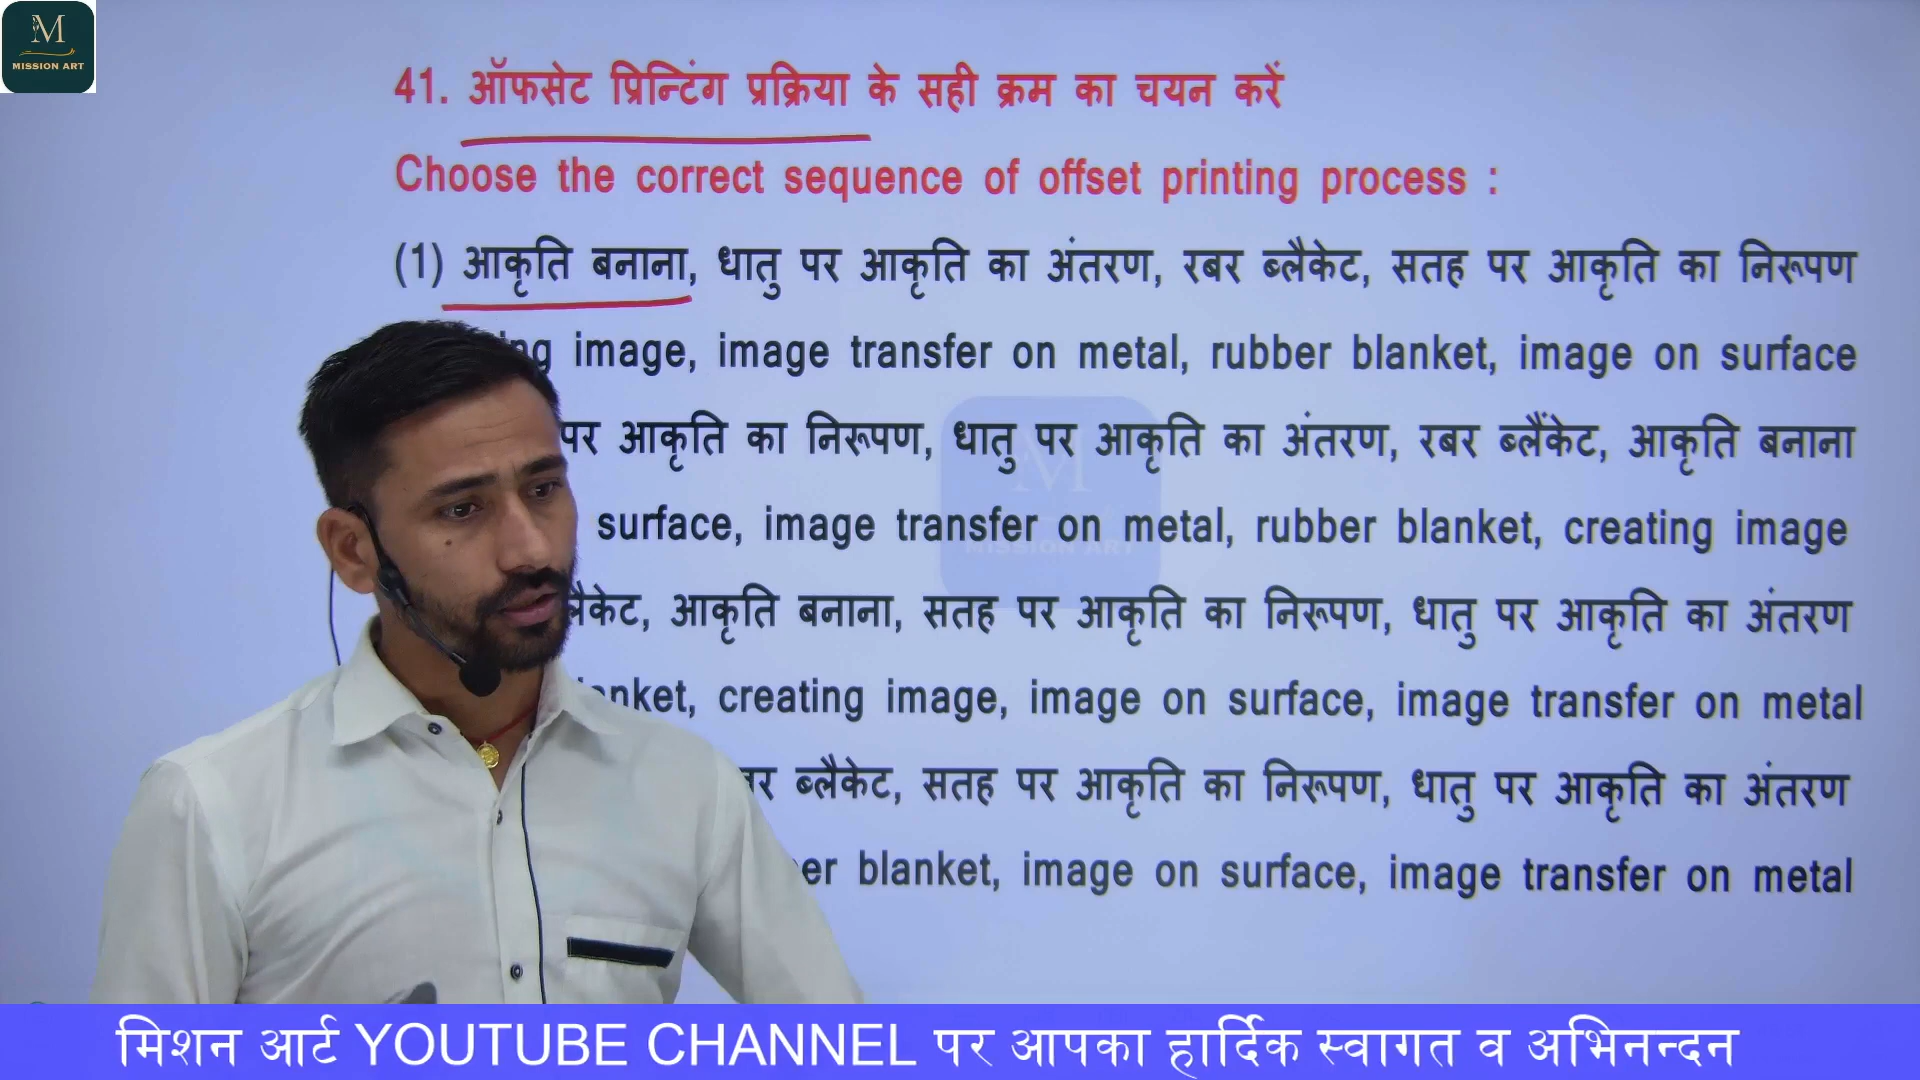 M
MISSION ART
41. ऑफसेट प्रिन्टिंग प्रक्रिया के सही क्रम का चयन करें
Choose the correct sequence of offset printing process :
(1) आकृति बनाना, धातु पर आकृति का अंतरण, रबर ब्लैकेट, सतह पर आकृति का निरूपण
image, image transfer on metal, rubber blanket, image on surface
पर आकृति का निरूपण, धातु पर आकृति का अंतरण, रबर ब्लैंकेट, आकृति बनाना
surface, image transfer on metal, rubber blanket, creating image
M
MISSION ART
आकृति बनाना, सतह पर आकृति का निरूपण, धातु पर आकृति का अंतरण
creating image, image on surface, image transfer on metal
ब्लैकेट, सतह पर आकृति का निरूपण, धातु पर आकृति का अंतरण
blanket, image on surface, image transfer on metal
मिशन आर्ट YOUTUBE CHANNEL पर आपका हार्दिक स्वागत व अभिनन्दन